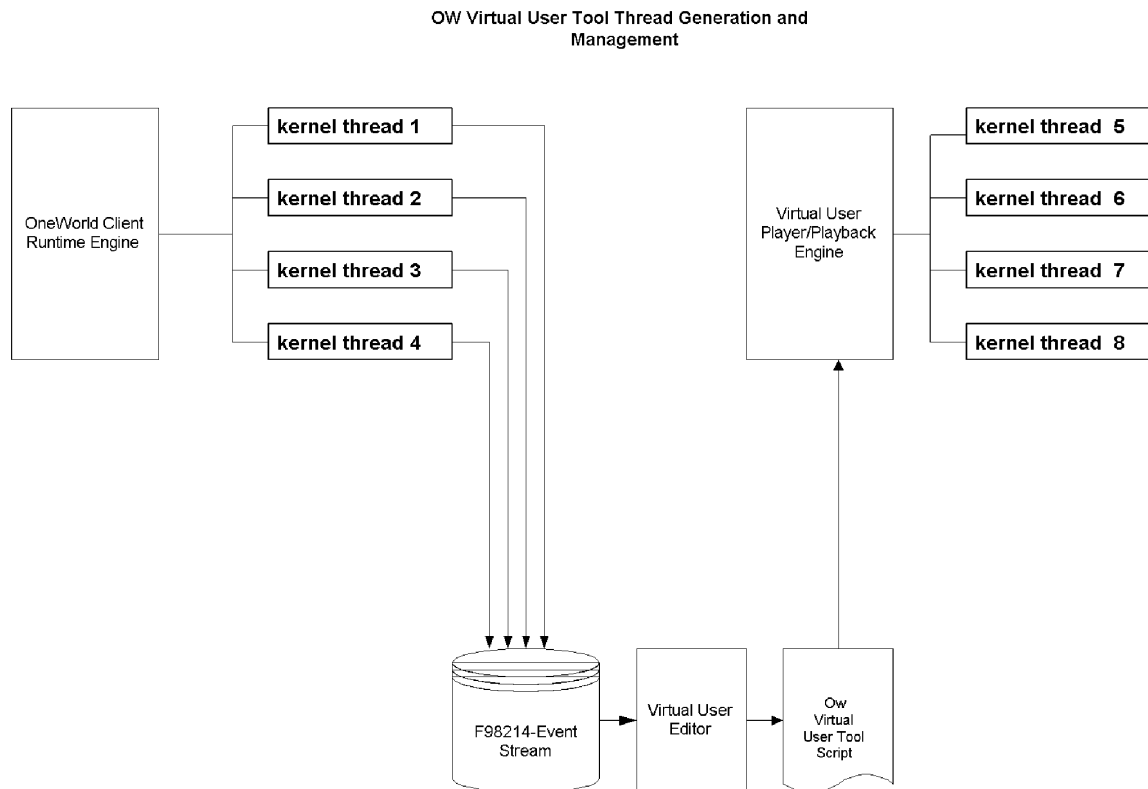 OW Virtual User Tool Thread Generation and
Management
OneWorld Client
Runtime Engine
kernel thread 1
kernel thread 2
kernel thread 3
kernel thread 4
Virtual User
Player/Playback
Engine
kernel thread 5
kernel thread 6
kernel thread 7
kernel thread 8
F98214-Event
Stream
Virtual User
Editor
Ow
Virtual
User Tool
Script